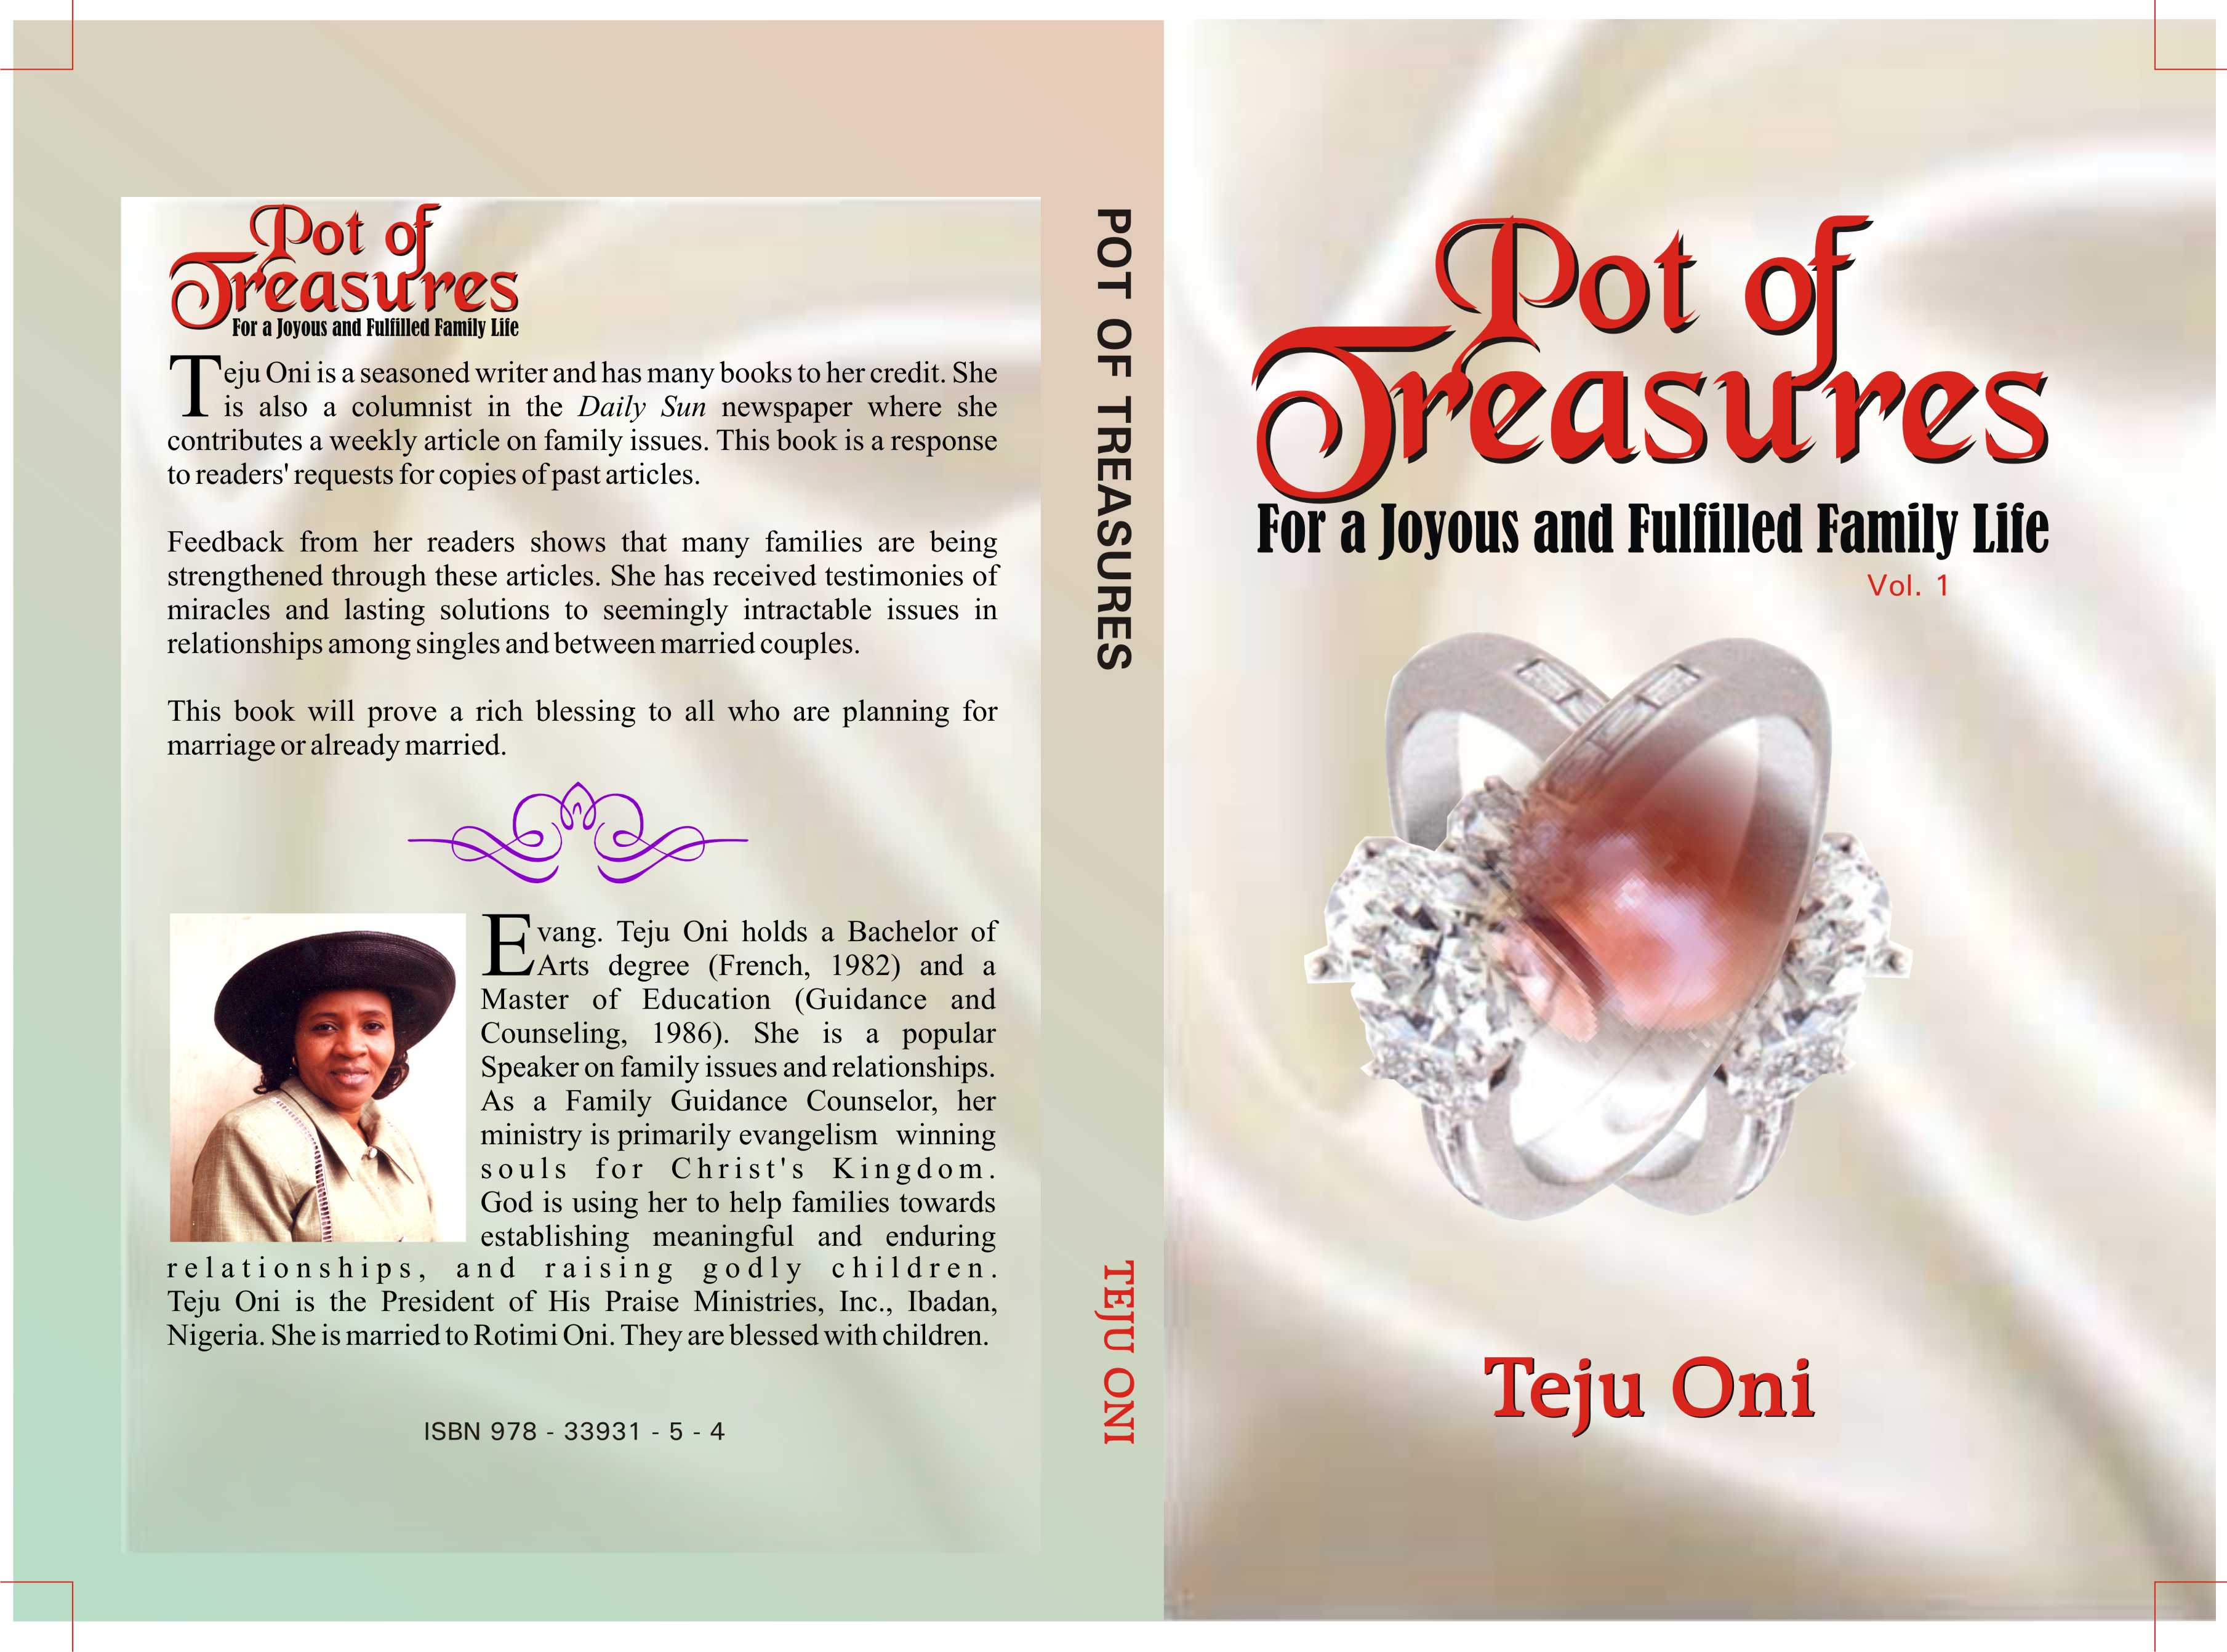 Pot of
Treasures
For a Joyous and Fulfilled Family Life
Teju Oni is a seasoned writer and has many books to her credit. She
is also a columnist in the Daily Sun newspaper where she
contributes a weekly article on family issues. This book is a response
to readers' requests for copies of past articles.
Feedback from her readers shows that many families are being
strengthened through these articles. She has received testimonies of
miracles and lasting solutions to seemingly intractable issues in
relationships among singles and between married couples.
This book will prove a rich blessing to all who are planning for
marriage or already married.
Evang. Teju Oni holds a Bachelor of
Arts degree (French, 1982) and a
Master of Education (Guidance and
Counseling, 1986). She is a popular
Speaker on family issues and relationships.
As a Family Guidance Counselor, her
ministry is primarily evangelism winning
souls for Christ's Kingdom.
God is using her to help families towards
establishing meaningful and enduring
relationships, and raising godly children.
Teju Oni is the President of His Praise Ministries, Inc., Ibadan,
Nigeria. She is married to Rotimi Oni. They are blessed with children.
ISBN 978 - 33931 - 5 - 4
POT OF TREASURES
TEJU ONI
Pot of
Treasures
For a Joyous and Fulfilled Family Life
Vol. 1
Teju Oni